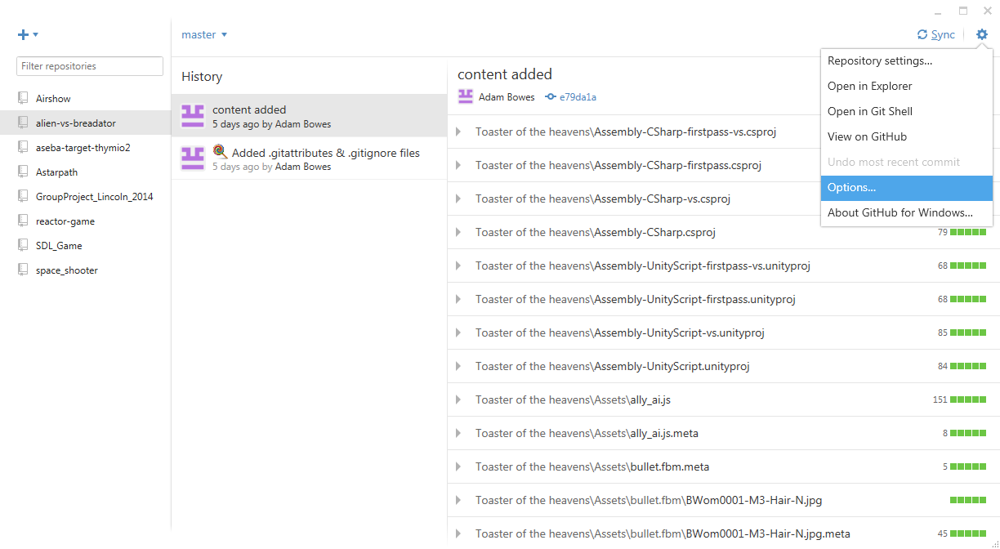 master
Sync
Filter repositories
Airshow
alien-vs-breadator
aseba-target-thymio2
Astarpath
GroupProject_Lincoln_2014
reactor-game
SDL_Game
space_shooter
History
content added
5 days ago by Adam Bowes
Added .gitattributes & .gitignore files
5 days ago by Adam Bowes
content added
Adam Bowes e79da1a
Toaster of the heavens\Assembly-CSharp-firstpass-vs.csproj
Toaster of the heavens\Assembly-CSharp-firstpass.csproj
Toaster of the heavens\Assembly-CSharp-vs.csproj
Toaster of the heavens\Assembly-CSharp.csproj 79
Toaster of the heavens\Assembly-UnityScript-firstpass-vs.unityproj 68
Toaster of the heavens\Assembly-UnityScript-firstpass.unityproj 68
Toaster of the heavens\Assembly-UnityScript-vs.unityproj 85
Toaster of the heavens\Assembly-UnityScript.unityproj 84
Toaster of the heavens\Assets\ally_ai.js 151
Toaster of the heavens\Assets\ally_ai.js.meta 8
Toaster of the heavens\Assets\bullet.fbm.meta 5
Toaster of the heavens\Assets\bullet.fbm\BWom0001-M3-Hair-N.jpg
Toaster of the heavens\Assets\bullet.fbm\BWom0001-M3-Hair-N.jpg.meta 45
Repository settings...
Open in Explorer
Open in Git Shell
View on GitHub
Undo most recent commit
Options...
About GitHub for Windows...